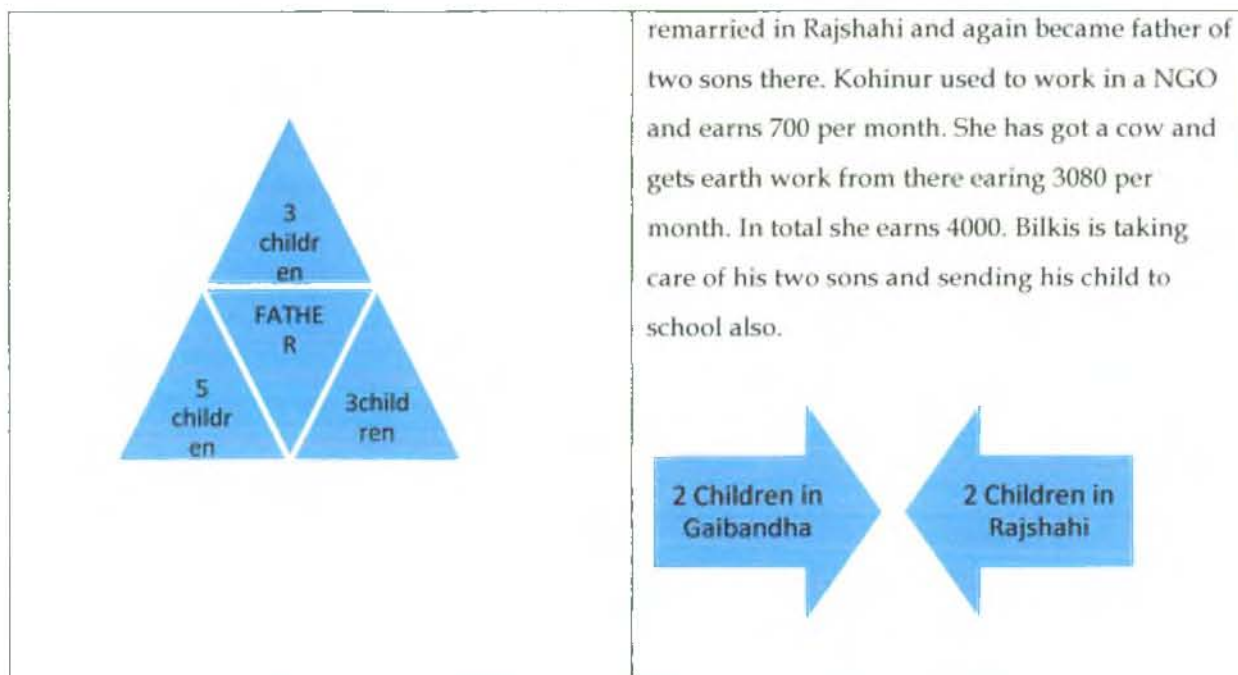 3
childr
en
FATHE
R
5
childr
en
3child
ren
remarried in Rajshahi and again became father of
two sons there. Kohinur used to work in a NGO
and earns 700 per month. She has got a cow and
gets earth work from there earing 3080 per
month. In total she earns 4000. Bilkis is taking
care of his two sons and sending his child to
school also.
2 Children in
Gaibandha
2 Children in
Rajshahi